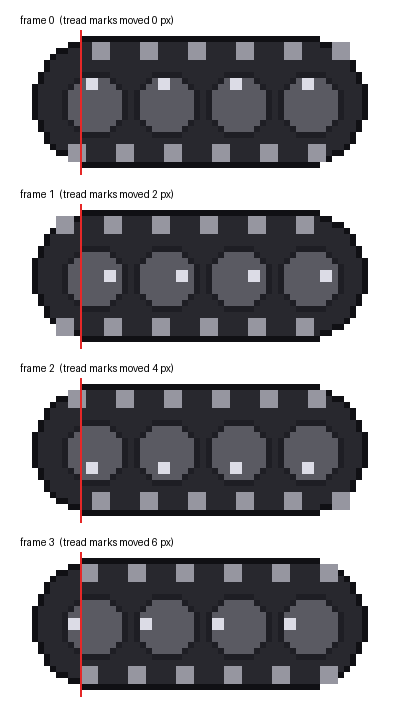 frame 0  (tread marks moved 0 px)
frame 1  (tread marks moved 2 px)
frame 2  (tread marks moved 4 px)
frame 3  (tread marks moved 6 px)